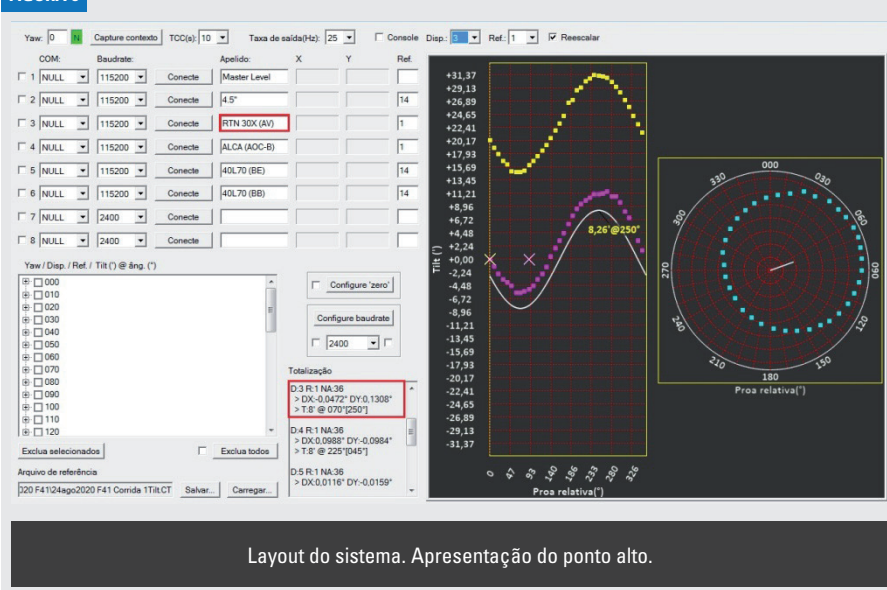 Yaw: 0 N Capture contexto TCC(s): 10 Taxa de saída(Hz): 25 Console Disp.: 3 Ref.: 1 Reescalar
COM: Baudrate: Apelido: X Y Ref.
1 NULL 115200 Conecte Master Level
2 NULL 115200 Conecte 4.5" 14
3 NULL 115200 Conecte RTN 30X (AV) 1
4 NULL 115200 Conecte ALCA (AOC-B) 1
5 NULL 115200 Conecte 40L70 (BE) 14
6 NULL 115200 Conecte 40L70 (BB) 14
7 NULL 2400 Conecte
8 NULL 2400 Conecte
Yaw / Disp. / Ref. / Tilt (') @ âng. (°)
000
010
020
030
040
050
060
070
080
090
100
110
120
Exclua selecionados Exclua todos
Arquivo de referência
320 F41\24ago2020 F41 Corrida 1Tilt.CT Salvar... Carregar...
Configure 'zero'
Configure baudrate
2400
Totalização
D:3 R:1 NA:36
> DX:-0,0472° DY:0,1308°
> T:8' @ 070°[250°]
D:4 R:1 NA:36
> DX:0,0988° DY:-0,0984°
> T:8' @ 225°[045°]
D:5 R:1 NA:36
> DX:0,0116° DY:-0,0159°
Tilt (')
+31,37
+29,13
+26,89
+24,65
+22,41
+20,17
+17,93
+15,69
+13,45
+11,21
+8,96
+6,72
+4,48
+2,24
+0,00
-2,24
-4,48
-6,72
-8,96
-11,21
-13,45
-15,69
-17,93
-20,17
-22,41
-24,65
-26,89
-29,13
-31,37
8,26'@250°
0 47 93 140 186 233 280 326
Proa relativa(°)
000
030
060
090
120
150
180
210
240
270
300
330
Proa relativa(°)
Layout do sistema. Apresentação do ponto alto.